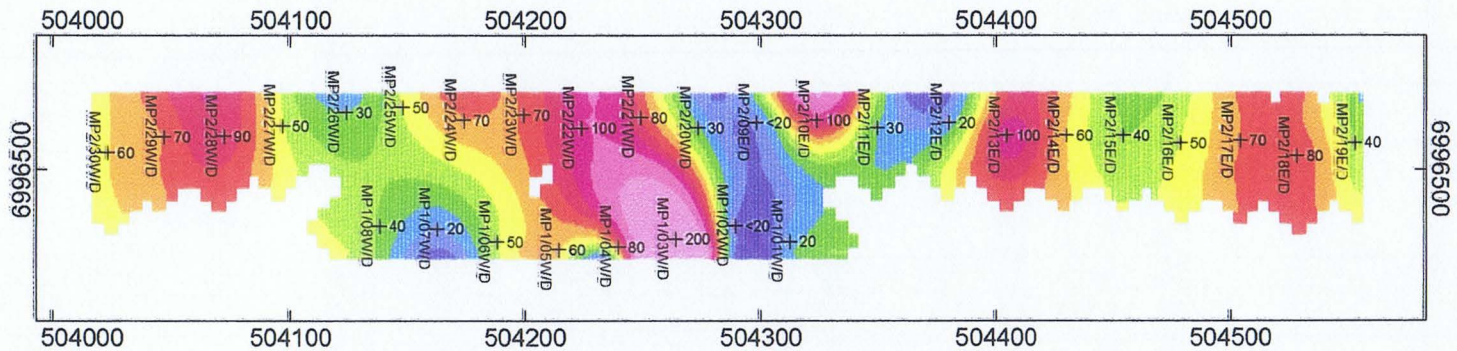 504000 504100 504200 504300 504400 504500
6996500
6996500
MP2/30W/D 60
MP2/29W/D 70
MP2/28W/D 90
MP2/27W/D 50
MP2/26W/D 30
MP2/25W/D 50
MP2/24W/D 70
MP2/23W/D 70
MP2/22W/D 100
MP2/21W/D 80
MP2/20W/D 30
MP2/09E/D <20
MP2/10E/D 100
MP2/11E/D 30
MP2/12E/D 20
MP2/13E/D 100
MP2/14E/D 60
MP2/15E/D 40
MP2/16E/D 50
MP2/17E/D 70
MP2/18E/D 80
MP2/19E/D 40
MP1/08W/D 40
MP1/07W/D 20
MP1/06W/D 50
MP1/05W/D 60
MP1/04W/D 80
MP1/03W/D 200
MP1/02W/D <20
MP1/01W/D 20
504000 504100 504200 504300 504400 504500